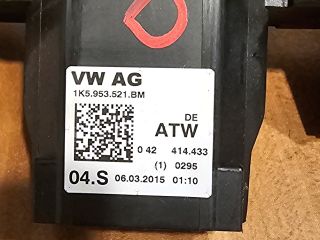 VW AG
1K5.953.521.BM
DE
ATW
0 42 414.433
(1) 0295
04.S 06.03.2015 01:10